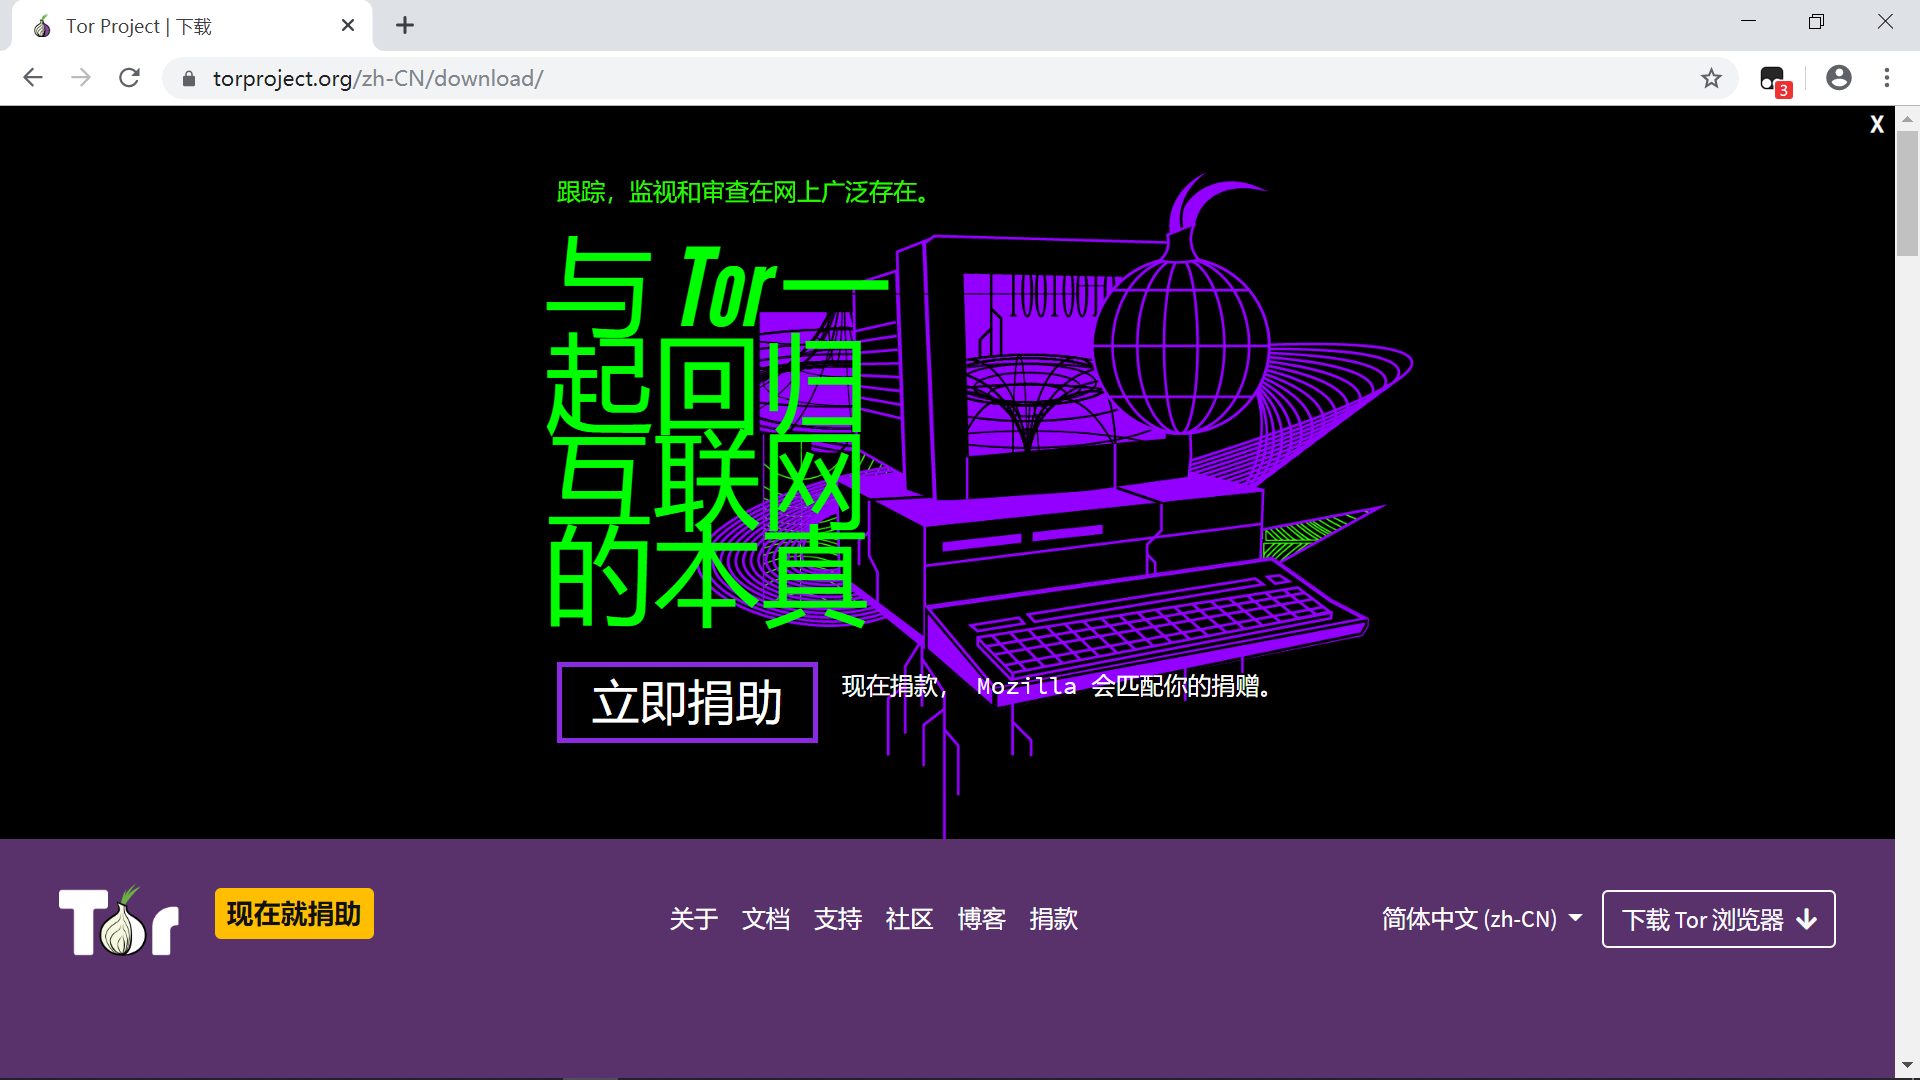 Tor Project | 下载
torproject.org/zh-CN/download/
3
X
跟踪，监视和审查在网上广泛存在。
与 Tor 一
起回归
互联网
的本真
立即捐助
现在捐款， Mozilla 会匹配你的捐赠。
Tor
现在就捐助
关于 文档 支持 社区 博客 捐款
简体中文 (zh-CN)
下载 Tor 浏览器